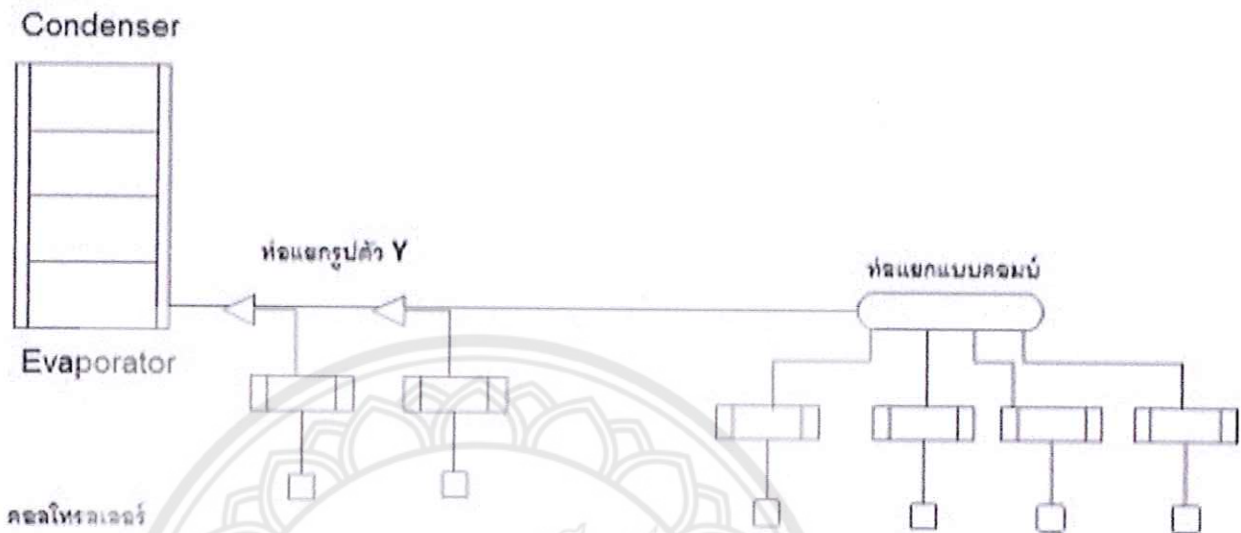 Condenser
ท่อแยกรูปตัว Y
ท่อแยกแบบคอมบ์
Evaporator
คอลโทรลเลอร์